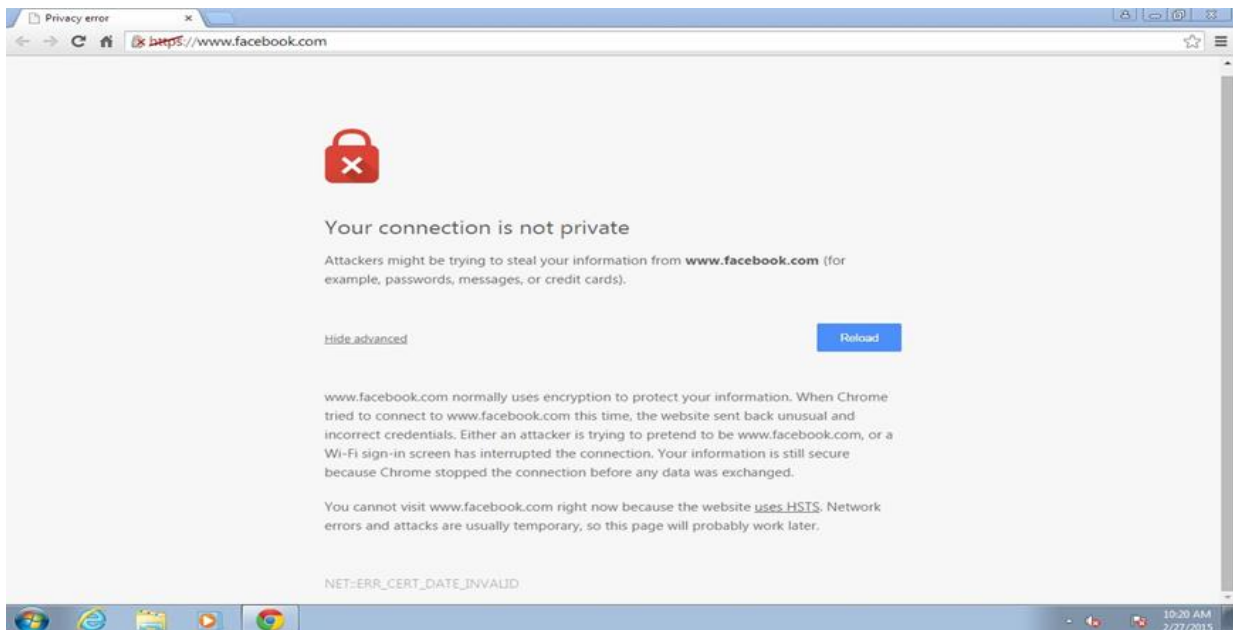 Privacy error
https://www.facebook.com
Your connection is not private
Attackers might be trying to steal your information from www.facebook.com (for
example, passwords, messages, or credit cards).
Hide advanced
Reload
www.facebook.com normally uses encryption to protect your information. When Chrome
tried to connect to www.facebook.com this time, the website sent back unusual and
incorrect credentials. Either an attacker is trying to pretend to be www.facebook.com, or a
Wi-Fi sign-in screen has interrupted the connection. Your information is still secure
because Chrome stopped the connection before any data was exchanged.
You cannot visit www.facebook.com right now because the website uses HSTS. Network
errors and attacks are usually temporary, so this page will probably work later.
NET::ERR_CERT_DATE_INVALID
10:20 AM
2/27/2015